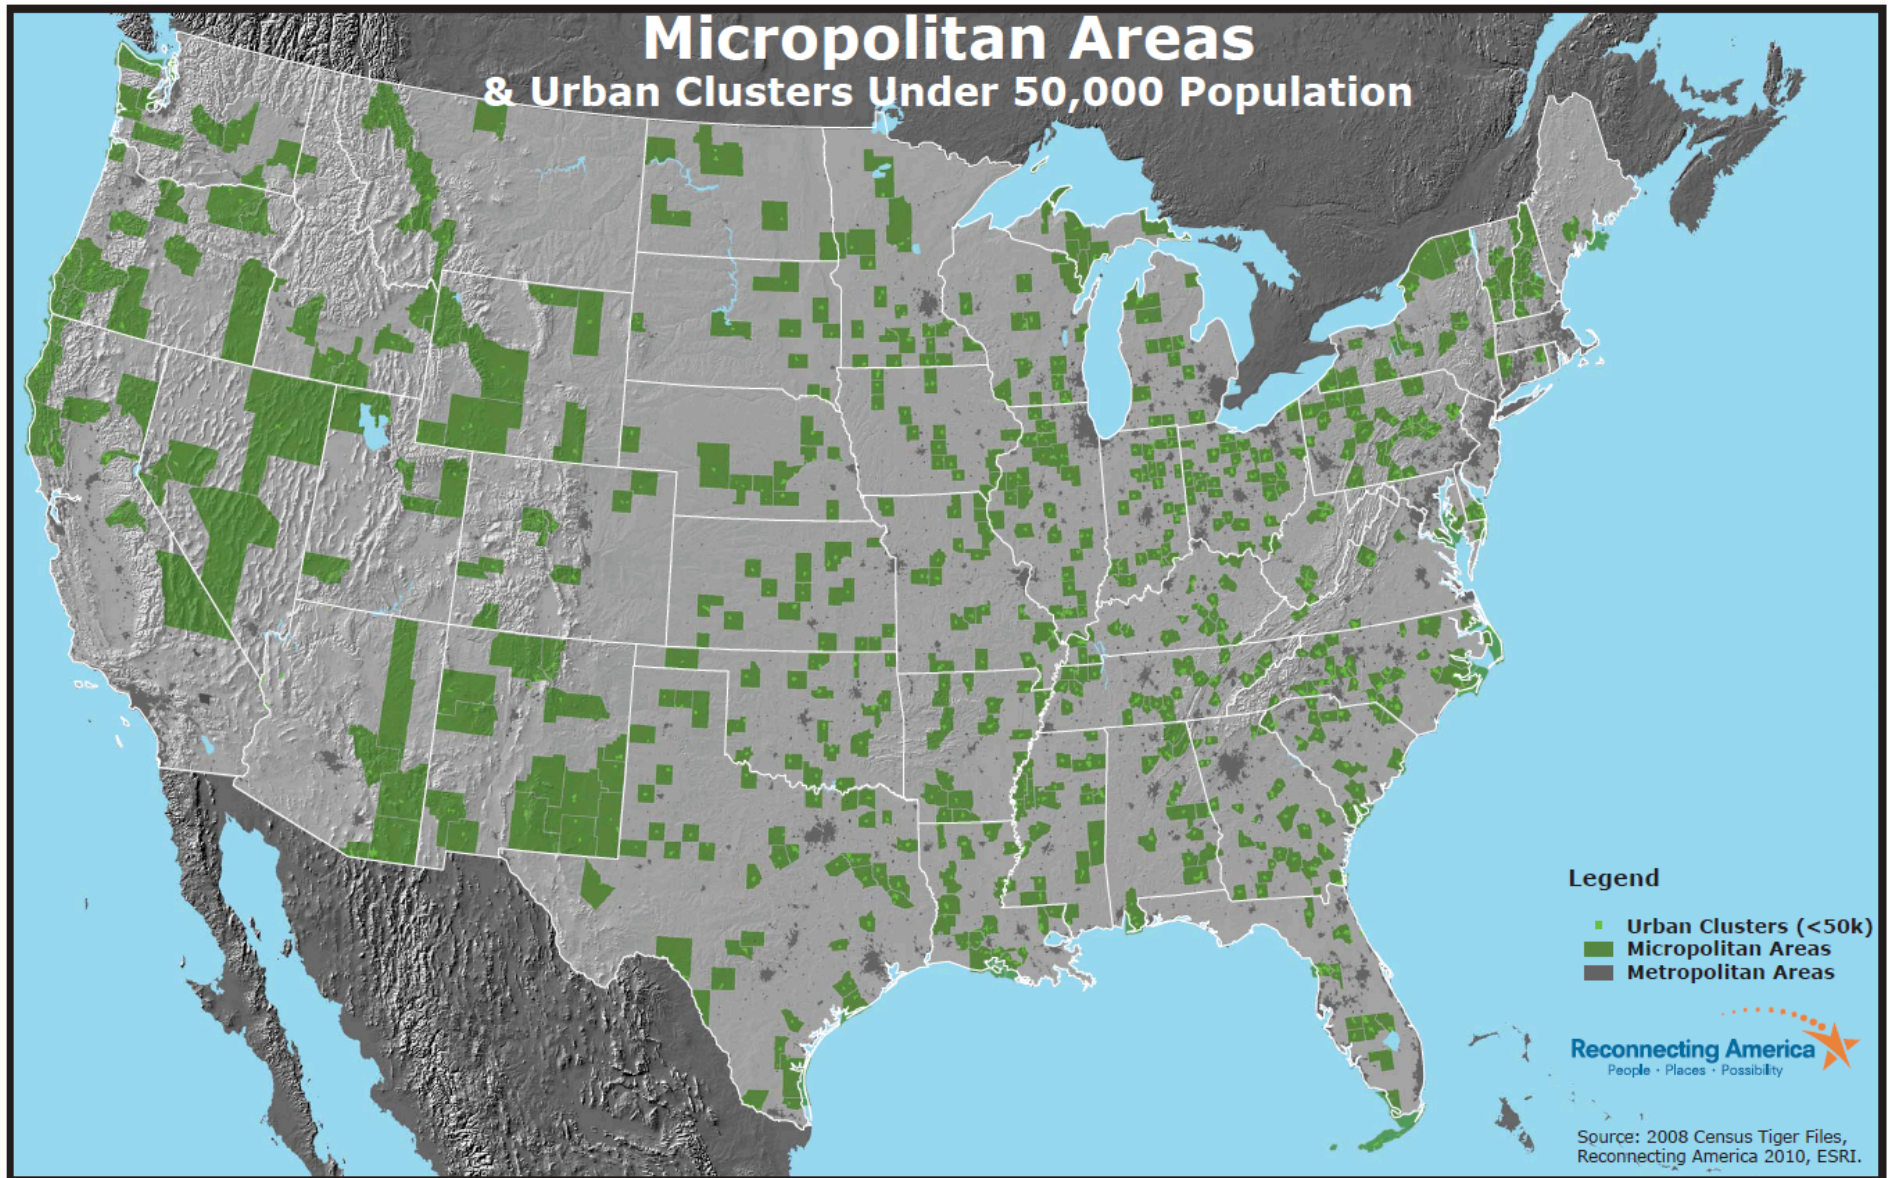 Micropolitan Areas
& Urban Clusters Under 50,000 Population
Legend
Urban Clusters (<50k)
Micropolitan Areas
Metropolitan Areas
Reconnecting America
People · Places · Possibility
Source: 2008 Census Tiger Files,
Reconnecting America 2010, ESRI.